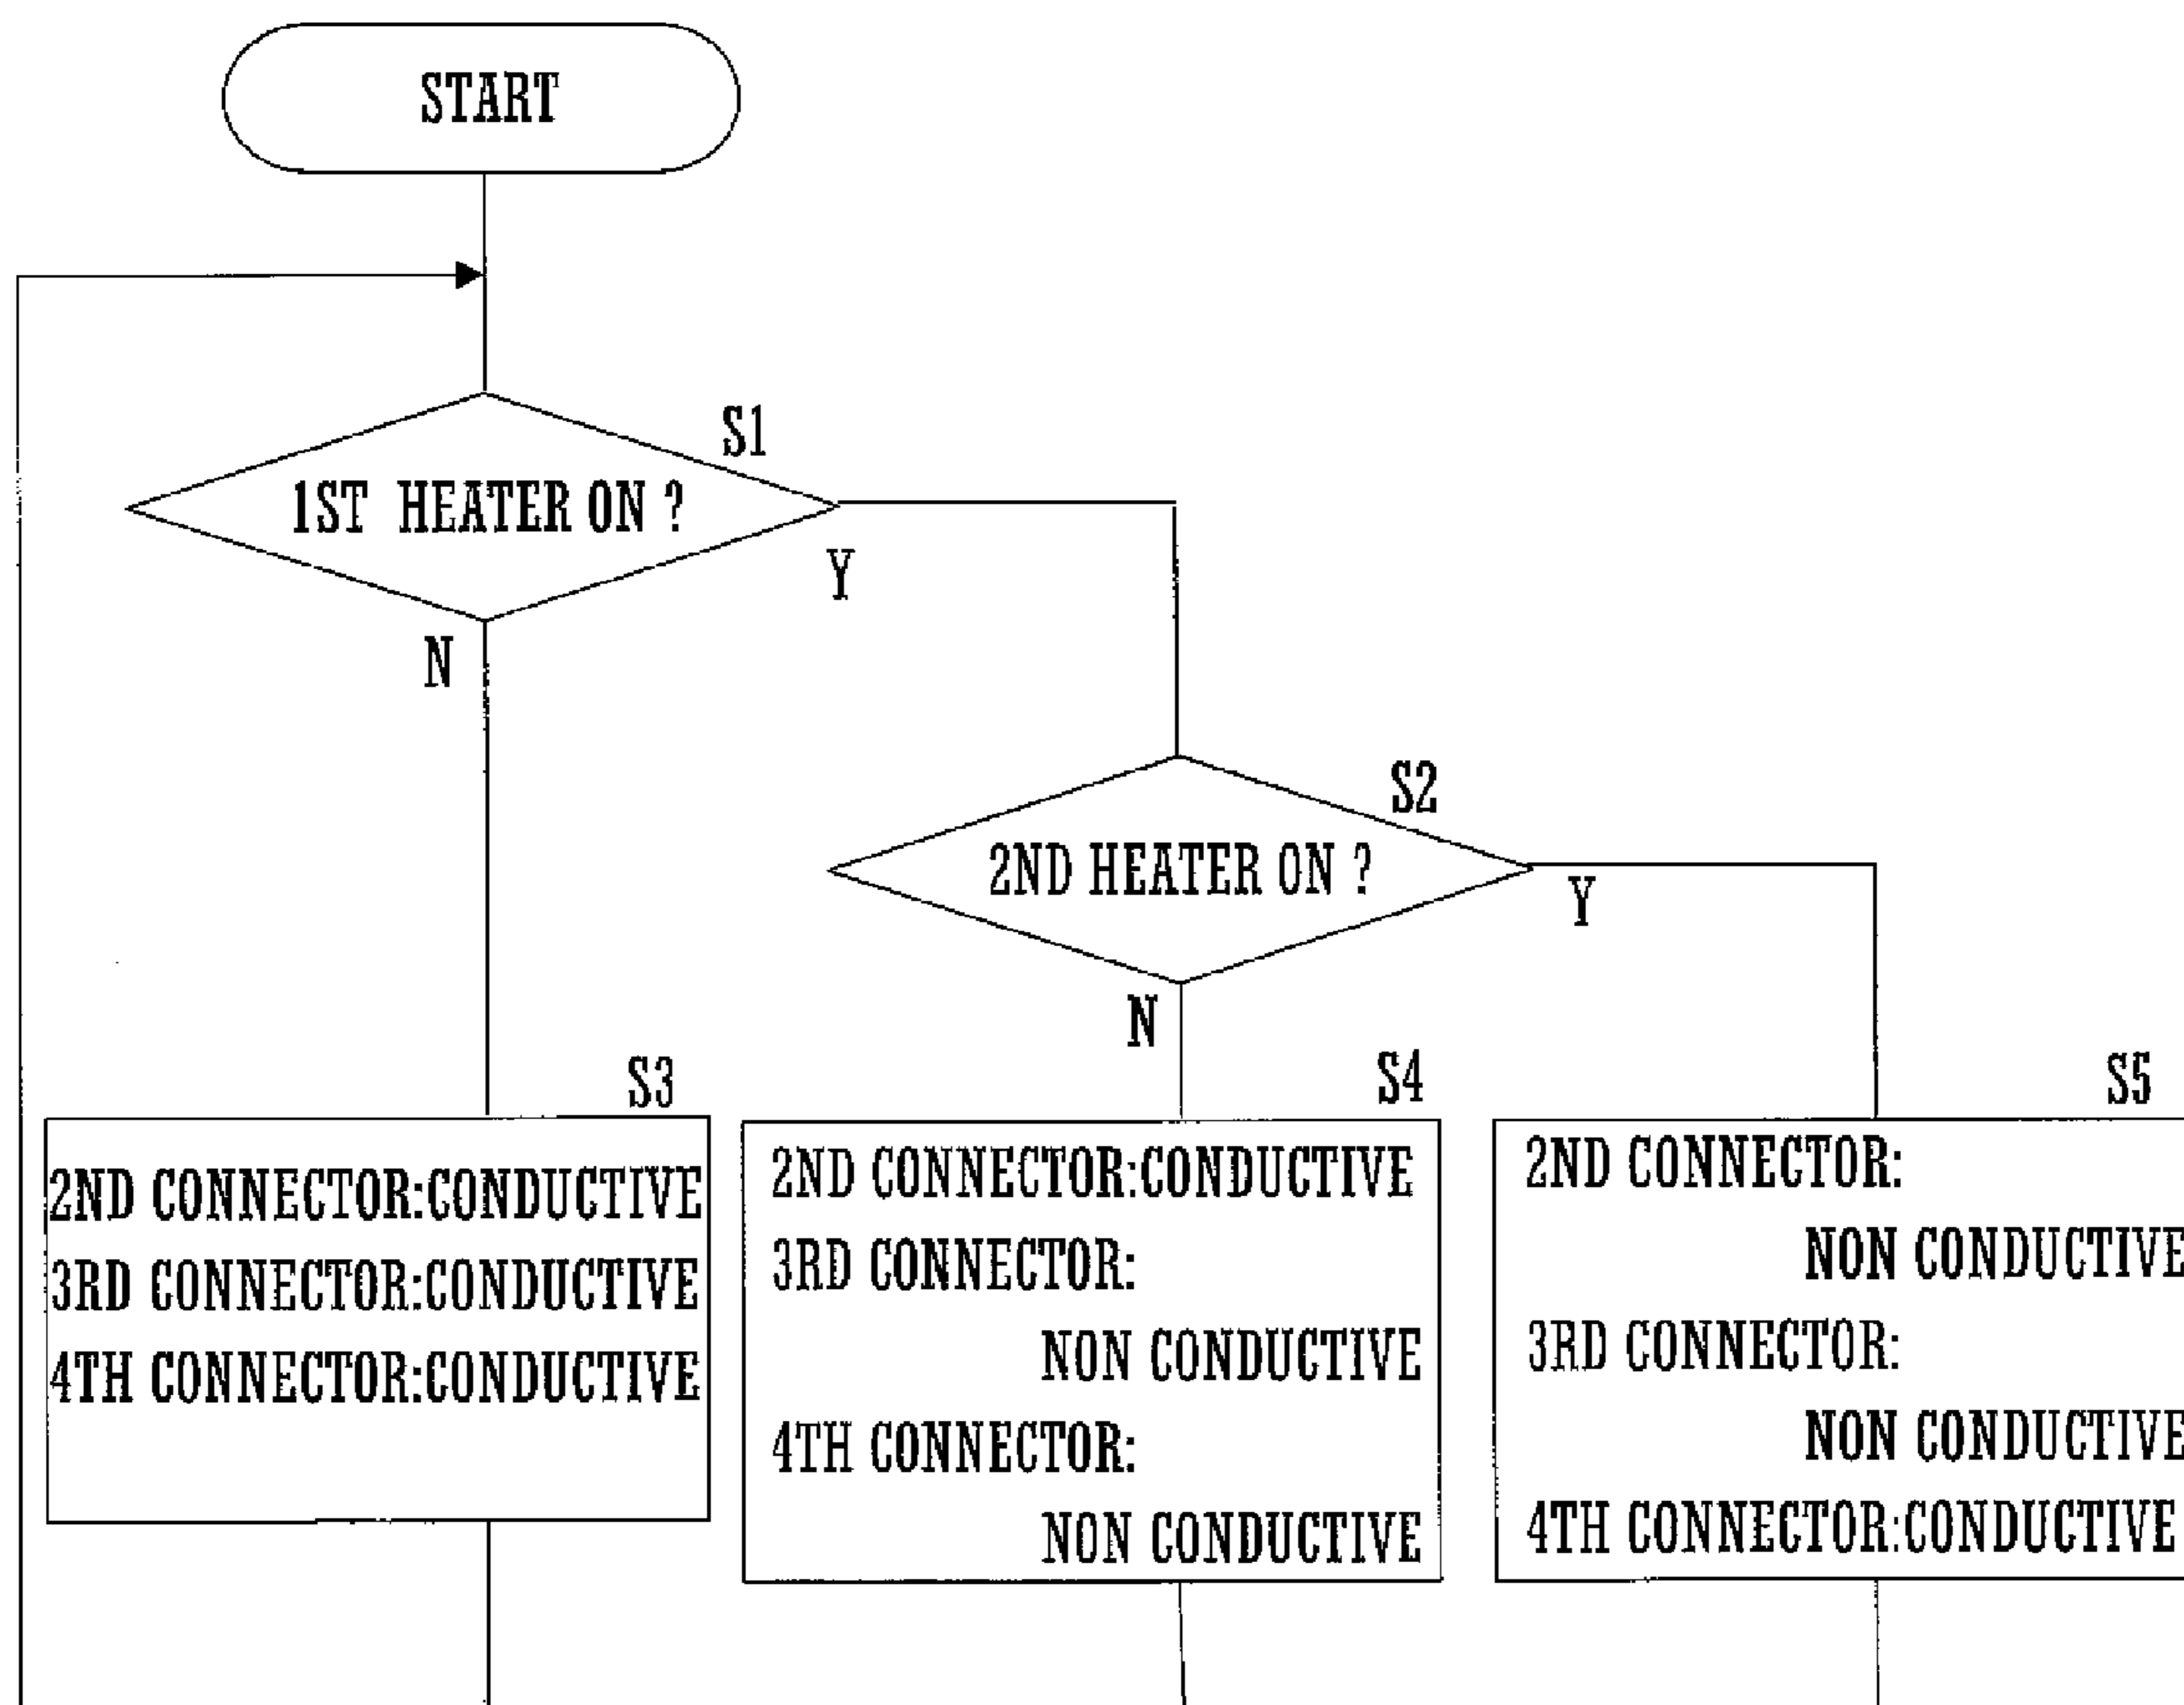 START
S1
1ST HEATER ON ?
Y
N
S2
2ND HEATER ON ?
Y
N
S3
2ND CONNECTOR:CONDUCTIVE
3RD CONNECTOR:CONDUCTIVE
4TH CONNECTOR:CONDUCTIVE
S4
2ND CONNECTOR:CONDUCTIVE
3RD CONNECTOR:
NON CONDUCTIVE
4TH CONNECTOR:
NON CONDUCTIVE
S5
2ND CONNECTOR:
NON CONDUCTIVE
3RD CONNECTOR:
NON CONDUCTIVE
4TH CONNECTOR:CONDUCTIVE